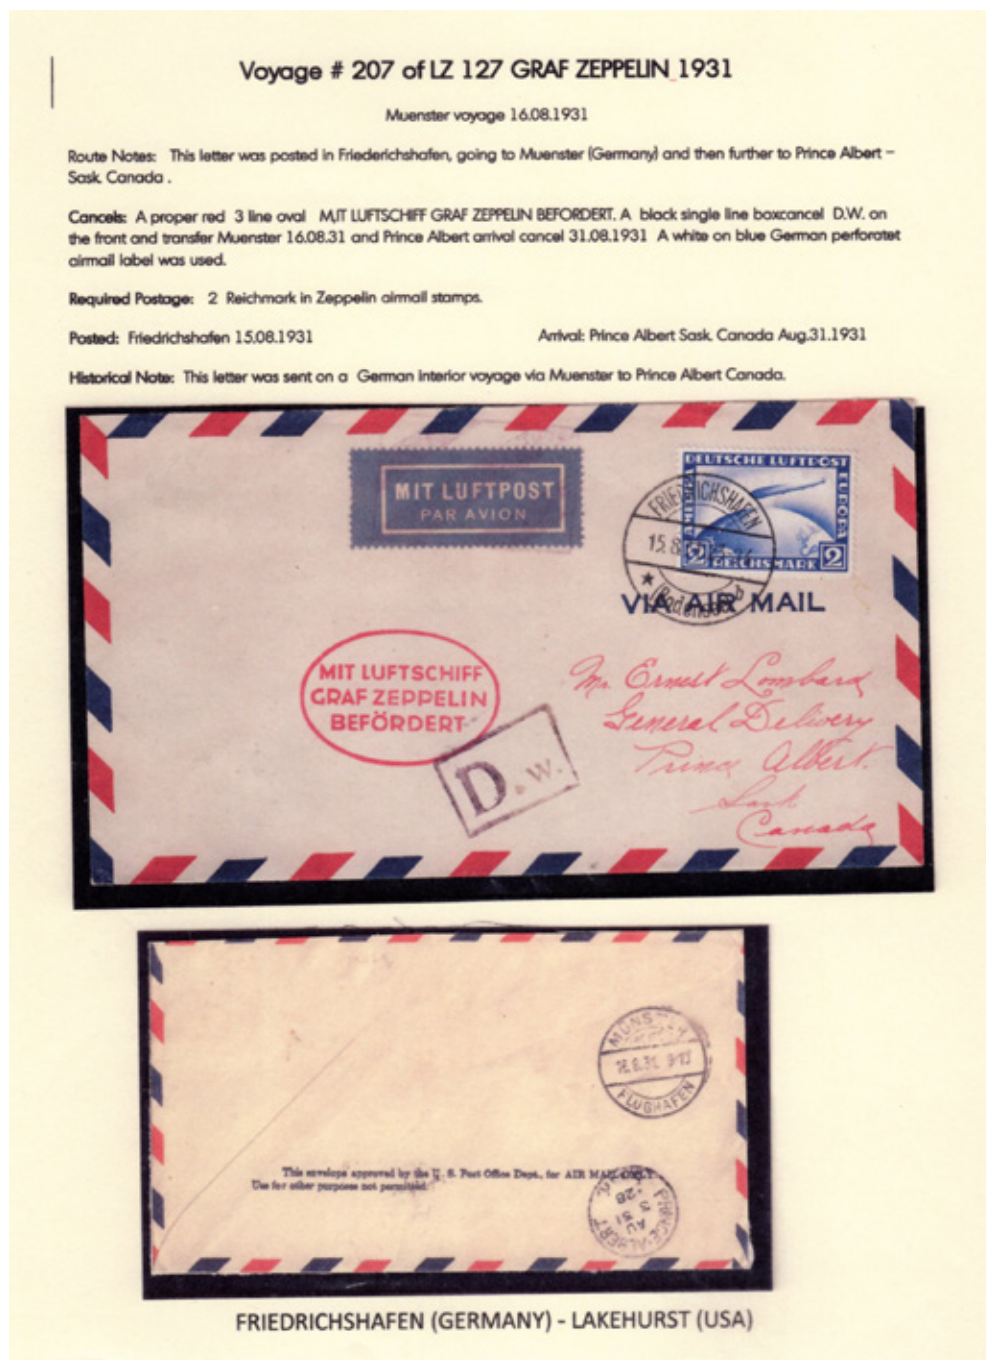 Voyage # 207 of LZ 127 GRAF ZEPPELIN 1931
Muenster voyage 16.08.1931
Route Notes: This letter was posted in Friederichshafen, going to Muenster (Germany) and then further to Prince Albert –
Sask. Canada .
Cancels: A proper red 3 line oval MJT LUFTSCHIFF GRAF ZEPPELIN BEFORDERT. A black single line boxcancel D.W. on
the front and transfer Muenster 16.08.31 and Prince Albert arrival cancel 31.08.1931 A white on blue German perforatet
airmail label was used.
Required Postage: 2 Reichmark in Zeppelin airmail stamps.
Posted: Friedrichshafen 15.08.1931 Arrival: Prince Albert Sask. Canada Aug.31.1931
Historical Note: This letter was sent on a German Interior voyage via Muenster to Prince Albert Canada.
MIT LUFTPOST
PAR AVION
DEUTSCHE LUFTPOST
EUROPA
AMERIKA
2 REICHSMARK 2
FRIEDRICHSHAFEN
15.8.
(Bodensee)
VIA AIR MAIL
MIT LUFTSCHIFF
GRAF ZEPPELIN
BEFÖRDERT
D.W.
Mr. Ernest Lombard
General Delivery
Prince Albert.
Sask
Canada
MÜNSTER
FLUGHAFEN
This envelope approved by the U. S. Post Office Dept., for AIR MAIL ONLY
Use for other purposes not permitted.
PRINCE ALBERT
AU 31
FRIEDRICHSHAFEN (GERMANY) - LAKEHURST (USA)